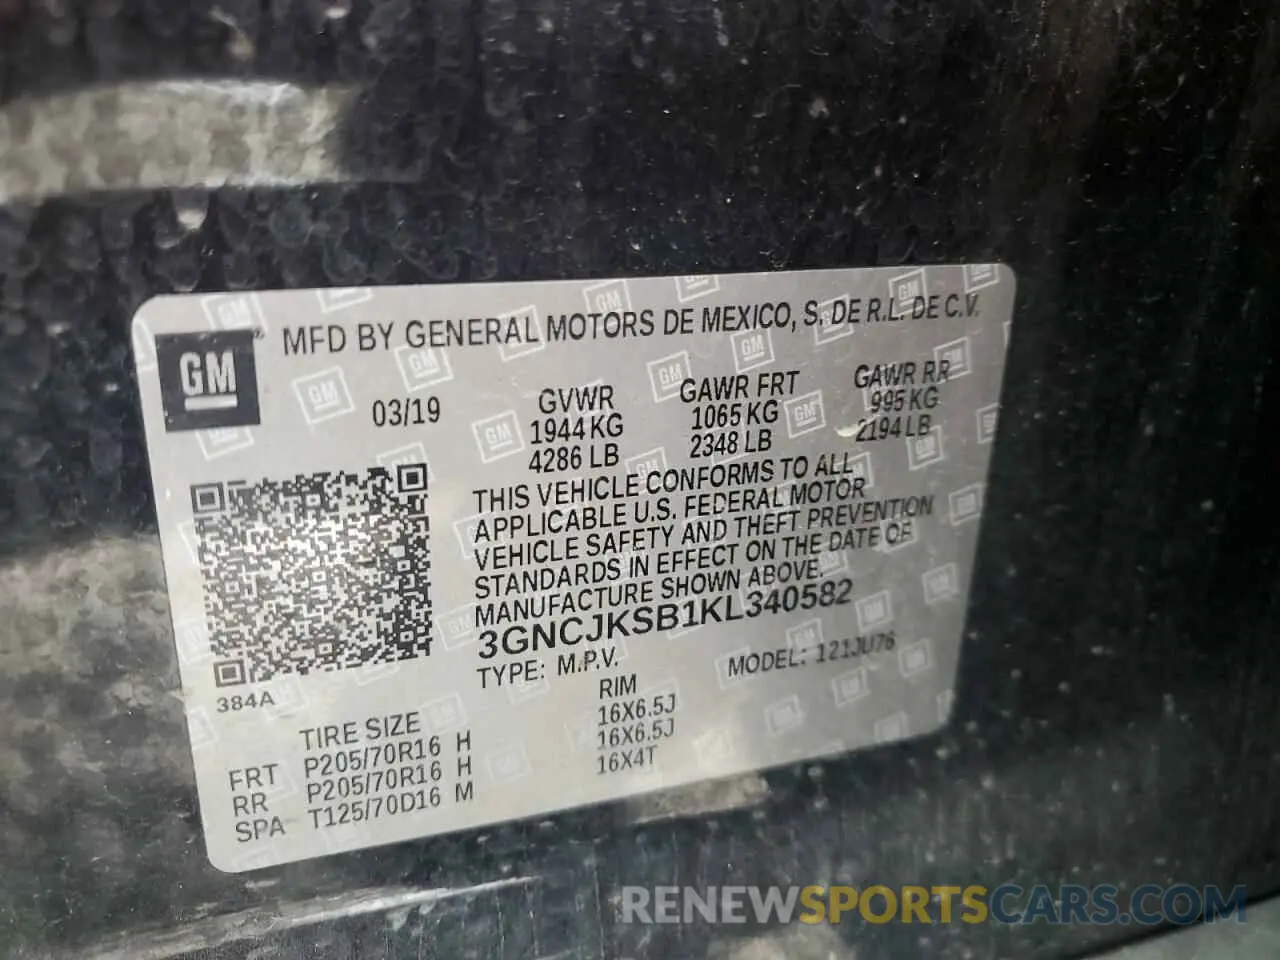 GM® MFD BY GENERAL MOTORS DE MEXICO, S. DE R.L. DE C.V.
03/19 GVWR GAWR FRT GAWR RR
1944 KG 1065 KG 995 KG
4286 LB 2348 LB 2194 LB
THIS VEHICLE CONFORMS TO ALL
APPLICABLE U.S. FEDERAL MOTOR
VEHICLE SAFETY AND THEFT PREVENTION
STANDARDS IN EFFECT ON THE DATE OF
MANUFACTURE SHOWN ABOVE.
3GNCJKSB1KL340582
TYPE: M.P.V. MODEL: 121JU76
384A
TIRE SIZE RIM
FRT P205/70R16 H 16X6.5J
RR P205/70R16 H 16X6.5J
SPA T125/70D16 M 16X4T
RENEWSPORTSCARS.COM